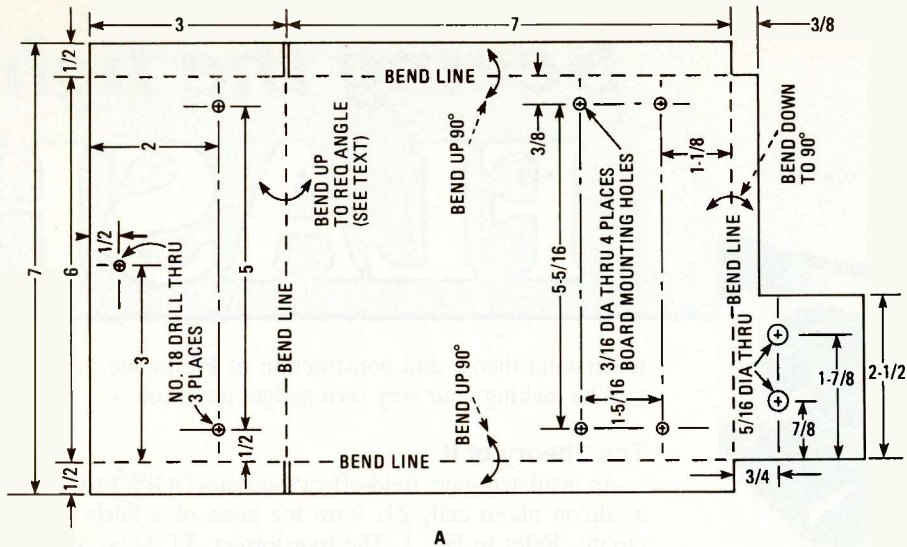 3
7
3/8
1/2
BEND LINE
BEND UP 90°
3/8
BEND DOWN
TO 90°
2
BEND UP
TO REQ ANGLE
(SEE TEXT)
1-1/8
1/2
7
6
5
5-5/16
3/16 DIA THRU 4 PLACES
BOARD MOUNTING HOLES
BEND LINE
NO. 18 DRILL THRU
3 PLACES
3
BEND LINE
1-5/16
5/16 DIA THRU
1-7/8
2-1/2
7/8
BEND UP 90°
1/2
1/2
BEND LINE
3/4
A